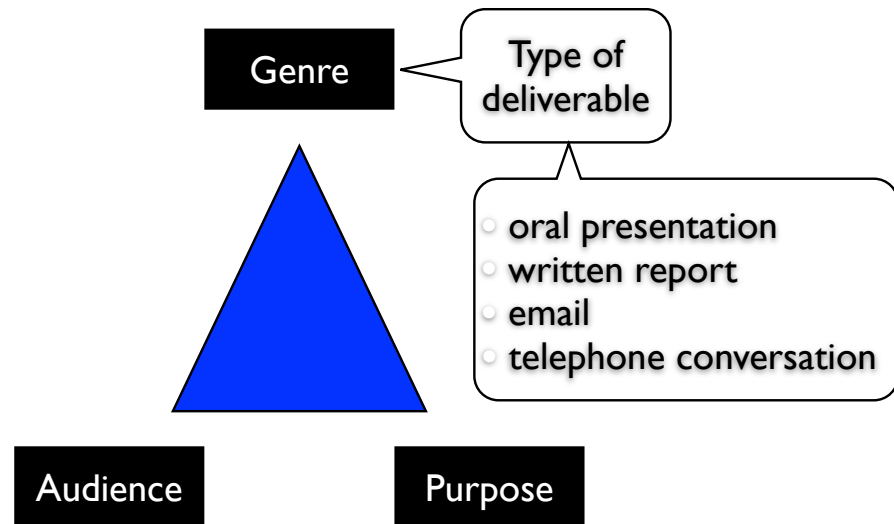 Genre
Type of
deliverable
oral presentation
written report
email
telephone conversation
Audience
Purpose